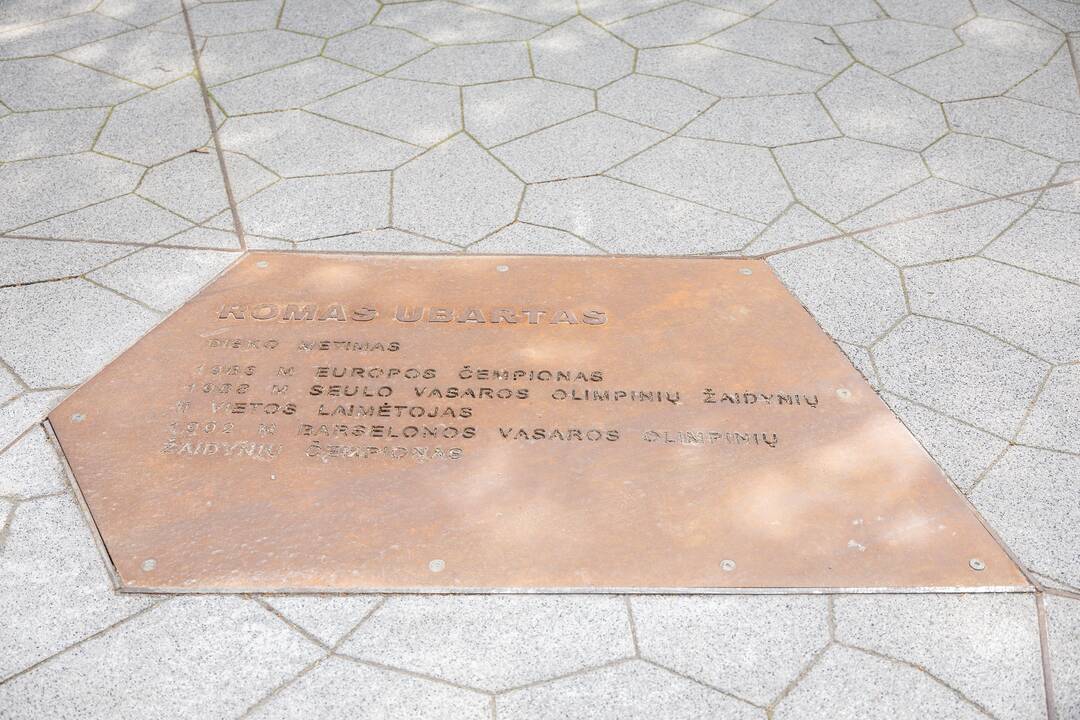 ROMAS UBARTAS
DISKO METIMAS
1986 M EUROPOS ČEMPIONAS
1988 M SEULO VASAROS OLIMPINIŲ ŽAIDYNIŲ
II VIETOS LAIMĖTOJAS
1992 M BARSELONOS VASAROS OLIMPINIŲ
ŽAIDYNIŲ ČEMPIONAS